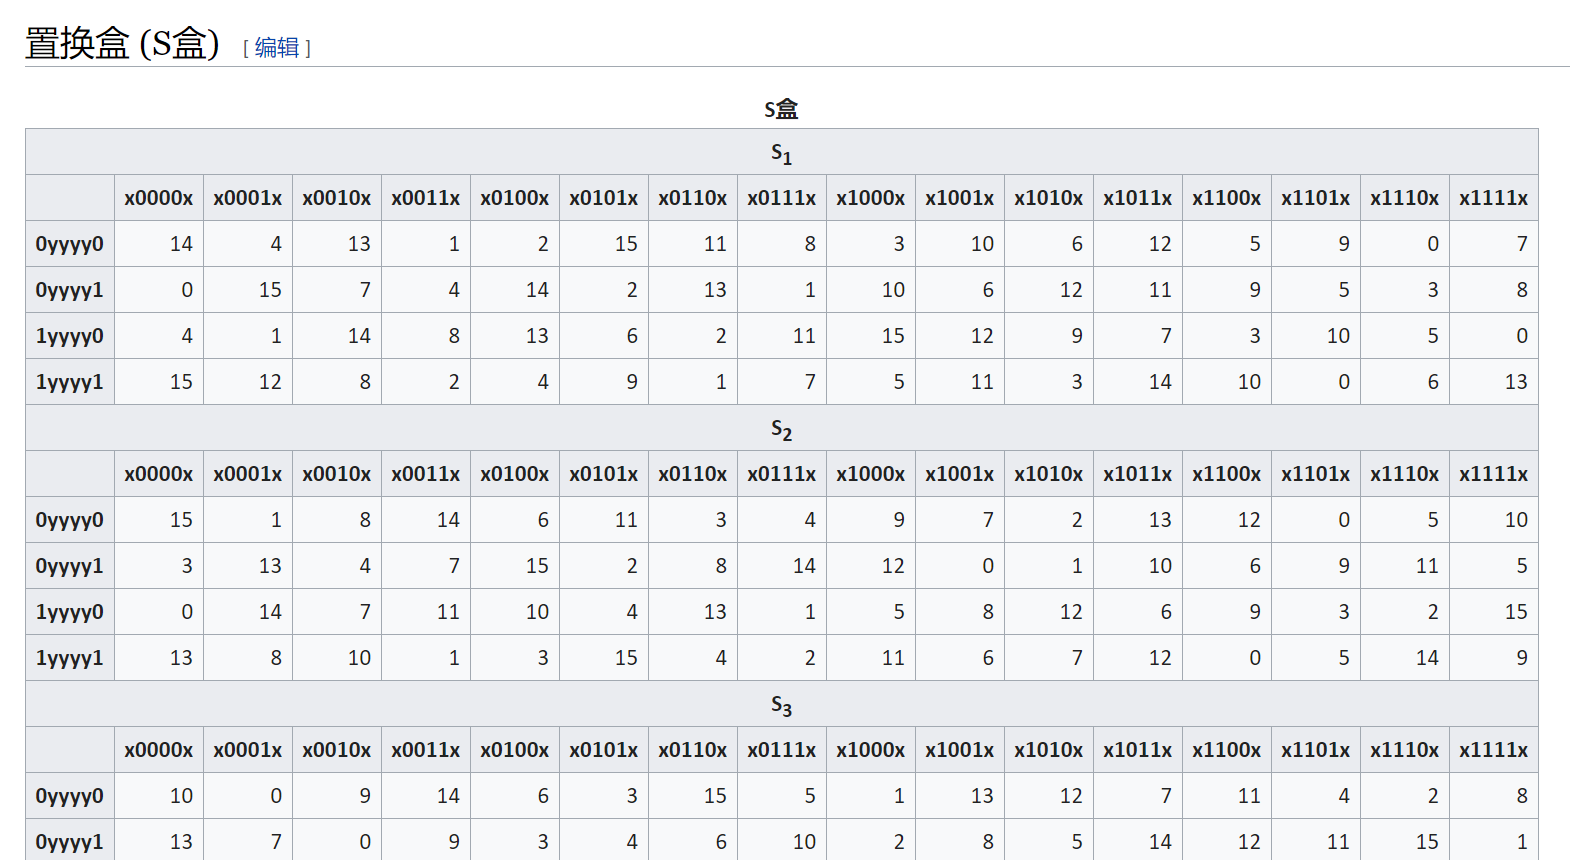 置换盒 (S盒) [ 编辑 ]
S盒
S1
x0000x x0001x x0010x x0011x x0100x x0101x x0110x x0111x x1000x x1001x x1010x x1011x x1100x x1101x x1110x x1111x
0yyyy0 14 4 13 1 2 15 11 8 3 10 6 12 5 9 0 7
0yyyy1 0 15 7 4 14 2 13 1 10 6 12 11 9 5 3 8
1yyyy0 4 1 14 8 13 6 2 11 15 12 9 7 3 10 5 0
1yyyy1 15 12 8 2 4 9 1 7 5 11 3 14 10 0 6 13
S2
x0000x x0001x x0010x x0011x x0100x x0101x x0110x x0111x x1000x x1001x x1010x x1011x x1100x x1101x x1110x x1111x
0yyyy0 15 1 8 14 6 11 3 4 9 7 2 13 12 0 5 10
0yyyy1 3 13 4 7 15 2 8 14 12 0 1 10 6 9 11 5
1yyyy0 0 14 7 11 10 4 13 1 5 8 12 6 9 3 2 15
1yyyy1 13 8 10 1 3 15 4 2 11 6 7 12 0 5 14 9
S3
x0000x x0001x x0010x x0011x x0100x x0101x x0110x x0111x x1000x x1001x x1010x x1011x x1100x x1101x x1110x x1111x
0yyyy0 10 0 9 14 6 3 15 5 1 13 12 7 11 4 2 8
0yyyy1 13 7 0 9 3 4 6 10 2 8 5 14 12 11 15 1